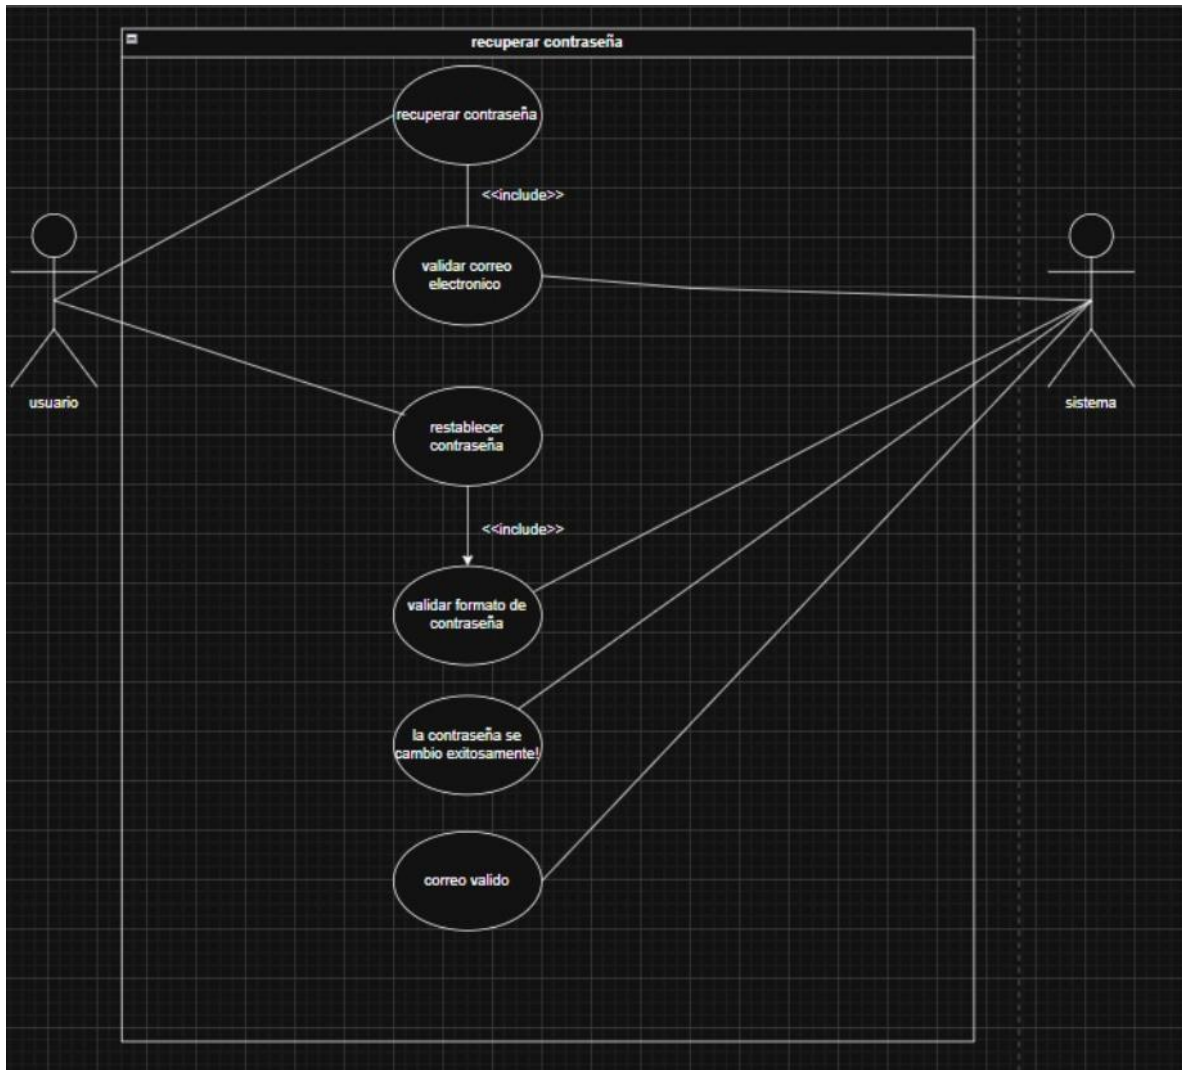 recuperar contraseña
recuperar contraseña
<<include>>
validar correo
electronico
usuario
sistema
restablecer
contraseña
<<include>>
validar formato de
contraseña
la contraseña se
cambio exitosamente!
correo valido